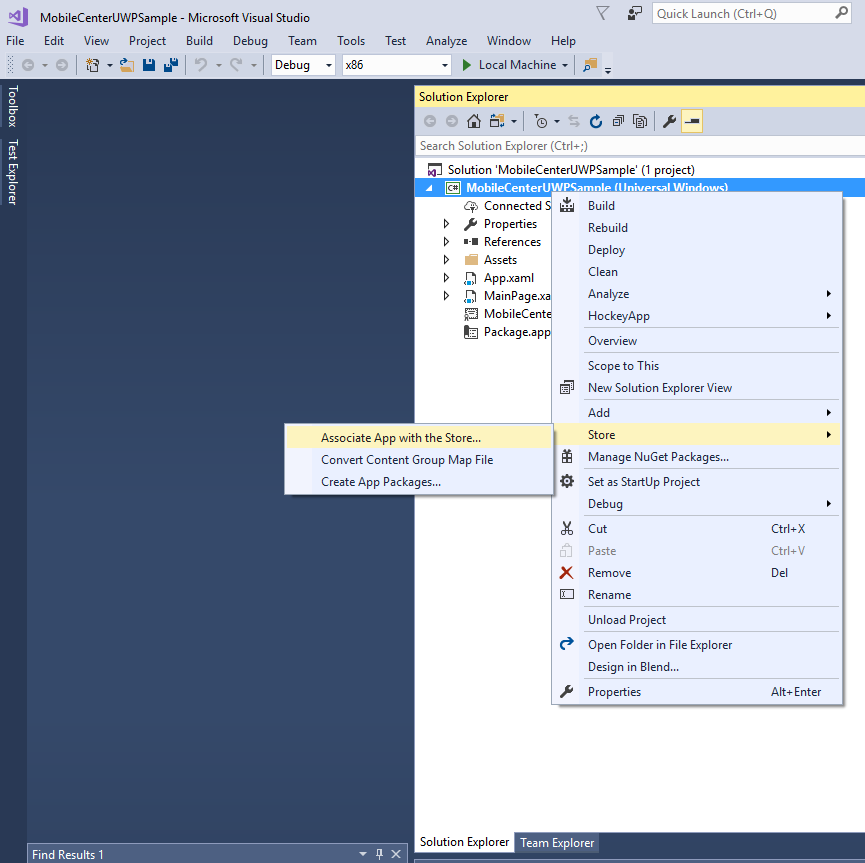 MobileCenterUWPSample - Microsoft Visual Studio
Quick Launch (Ctrl+Q)
File Edit View Project Build Debug Team Tools Test Analyze Window Help
Debug x86 Local Machine
Toolbox
Test Explorer
Solution Explorer
Search Solution Explorer (Ctrl+;)
Solution 'MobileCenterUWPSample' (1 project)
C# MobileCenterUWPSample (Universal Windows)
Connected S
Properties
References
Assets
App.xaml
MainPage.xa
MobileCente
Package.app
Build
Rebuild
Deploy
Clean
Analyze
HockeyApp
Overview
Scope to This
New Solution Explorer View
Add
Store
Manage NuGet Packages...
Set as StartUp Project
Debug
Cut Ctrl+X
Paste Ctrl+V
Remove Del
Rename
Unload Project
Open Folder in File Explorer
Design in Blend...
Properties Alt+Enter
Associate App with the Store...
Convert Content Group Map File
Create App Packages...
Solution Explorer Team Explorer
Find Results 1